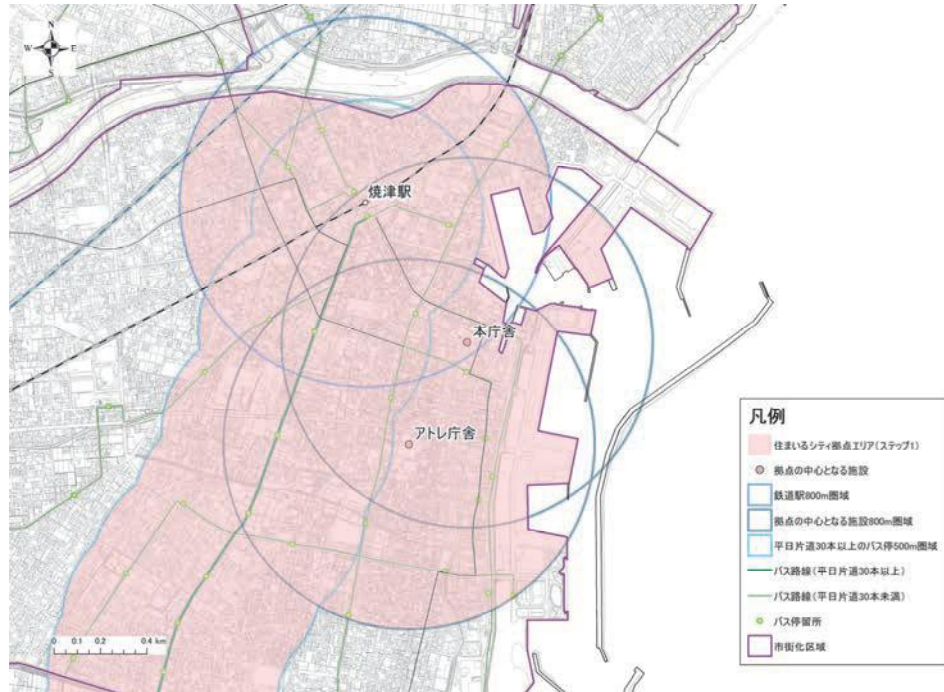 N
W E
S
焼津駅
本庁舎
アトレ庁舎
凡例
住まいるシティ拠点エリア(ステップ1)
拠点の中心となる施設
鉄道駅800m圏域
拠点の中心となる施設800m圏域
平日片道30本以上のバス停500m圏域
バス路線(平日片道30本以上)
バス路線(平日片道30本未満)
バス停留所
市街化区域
0 0.1 0.2 0.4 km